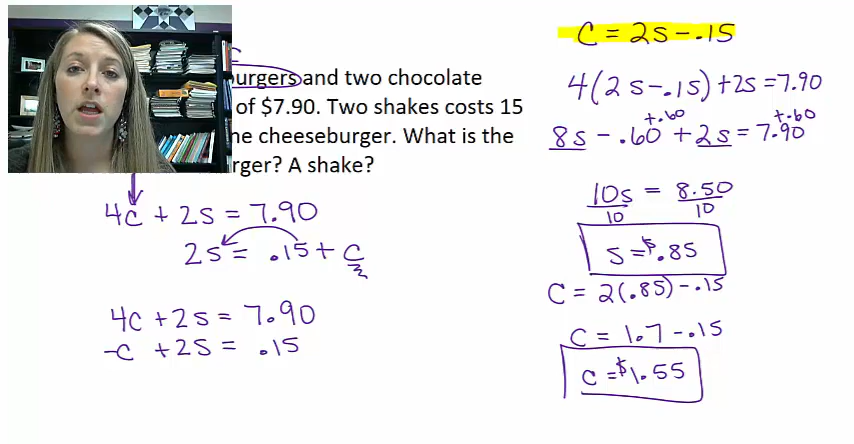 burgers and two chocolate
of $7.90. Two shakes costs 15
ne cheeseburger. What is the
rger? A shake?
4C + 2S = 7.90
2S = .15 + C
4C + 2S = 7.90
-C + 2S = .15
C = 2S - .15
4(2S - .15) + 2S = 7.90
+.60 +.60
8S - .60 + 2S = 7.90
10S = 8.50
10 10
S = $.85
C = 2(.85) - .15
C = 1.7 - .15
C = $1.55